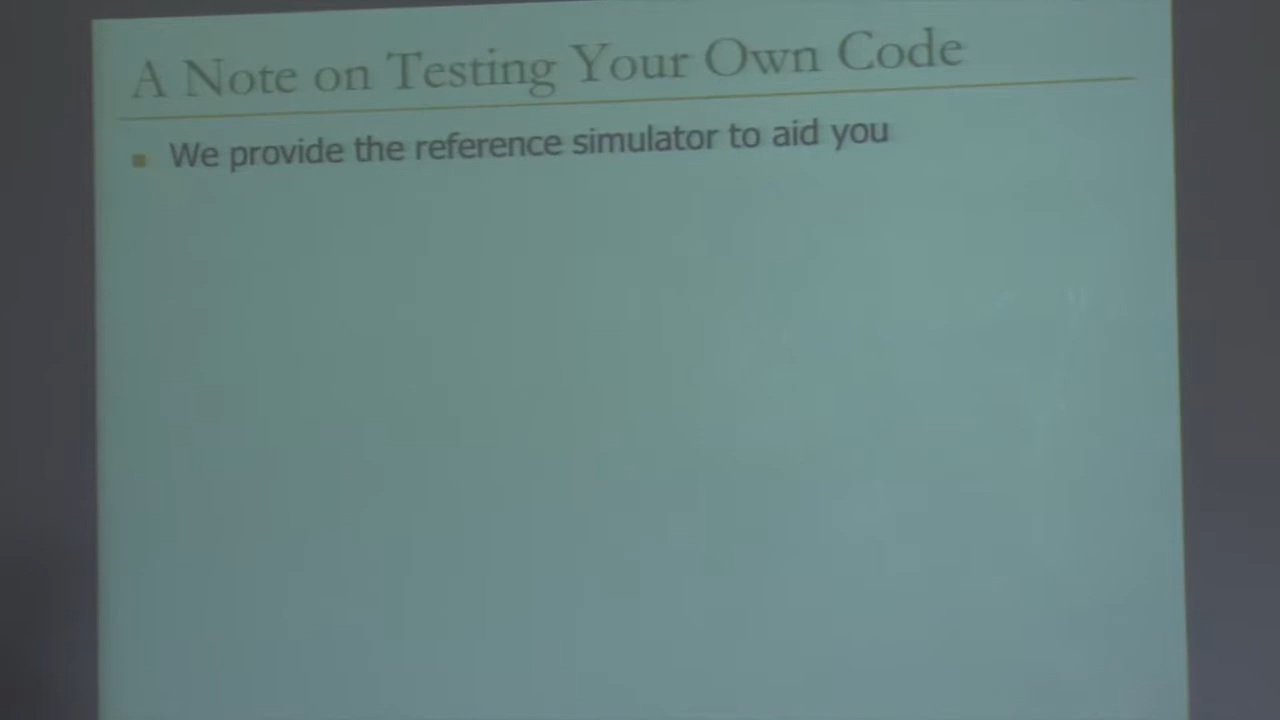 A Note on Testing Your Own Code
We provide the reference simulator to aid you